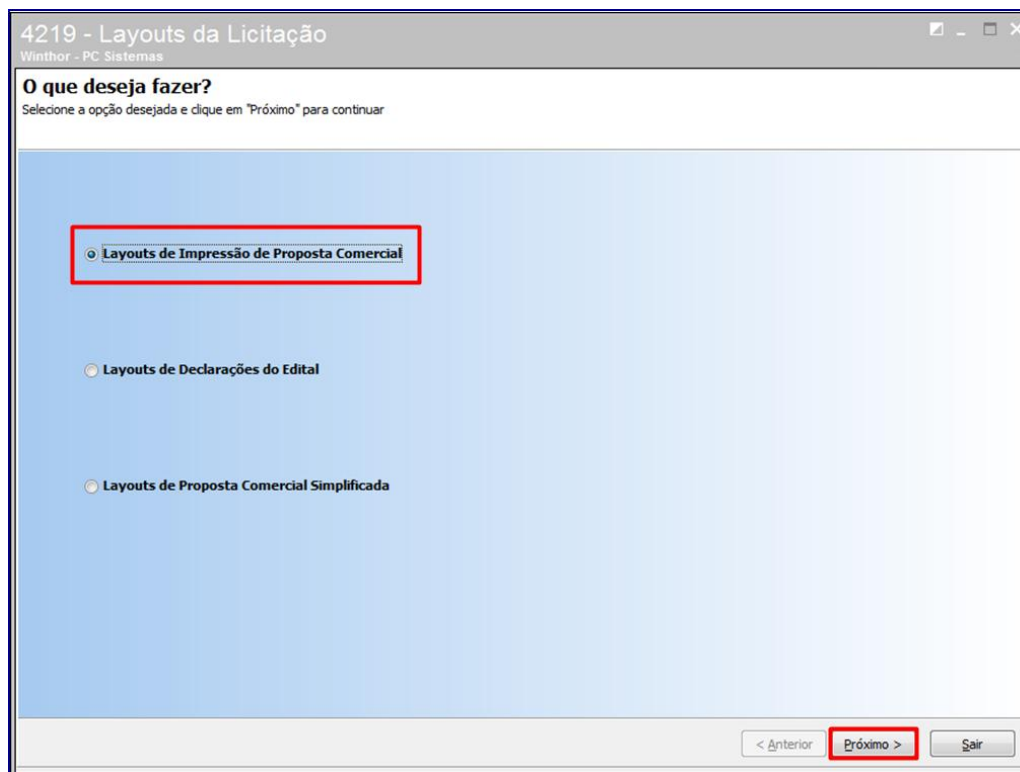 4219 - Layouts da Licitação
Winthor - PC Sistemas
O que deseja fazer?
Selecione a opção desejada e clique em "Próximo" para continuar
Layouts de Impressão de Proposta Comercial
Layouts de Declarações do Edital
Layouts de Proposta Comercial Simplificada
< Anterior Próximo > Sair